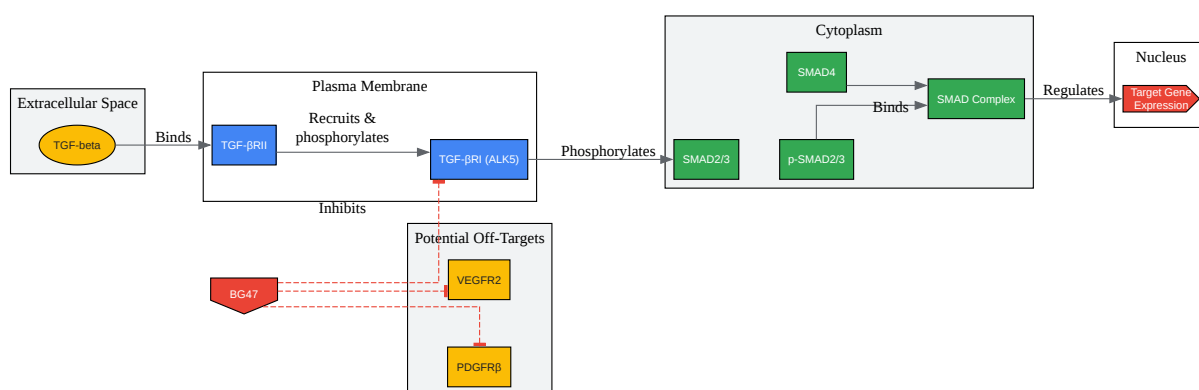 Cytoplasm
Nucleus
SMAD4
Plasma Membrane
Extracellular Space
SMAD Complex
Regulates
Target Gene
Expression
Binds
Recruits &
phosphorylates
TGF-beta
Binds
TGF-βRII
TGF-βRI (ALK5)
Phosphorylates
SMAD2/3
p-SMAD2/3
Inhibits
Potential Off-Targets
BG47
VEGFR2
PDGFRβ